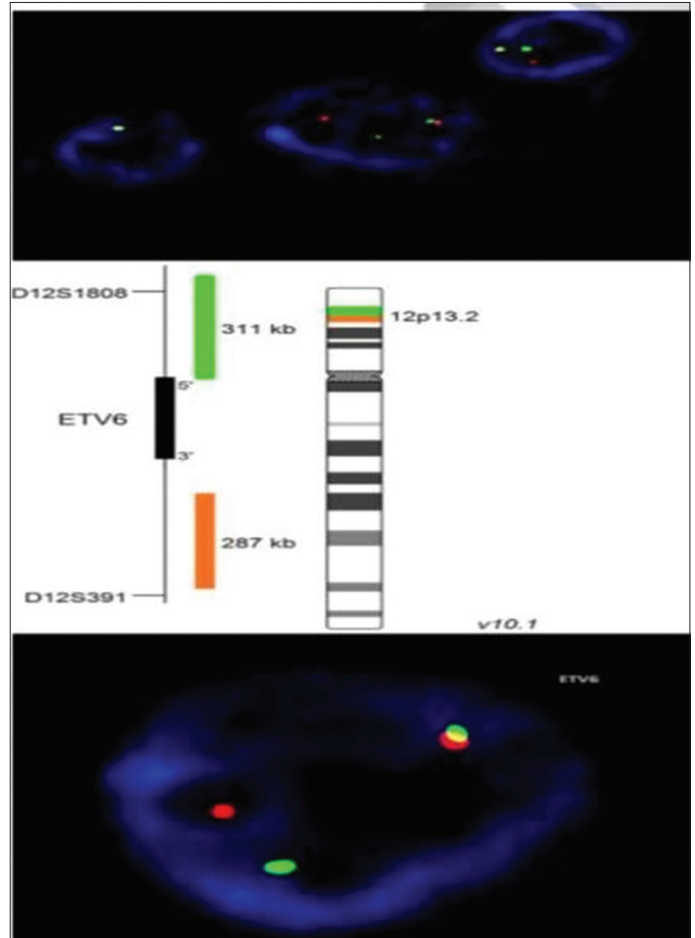 D12S1808
311 kb
12p13.2
5'
ETV6
3'
287 kb
D12S391
v10.1
ETV6